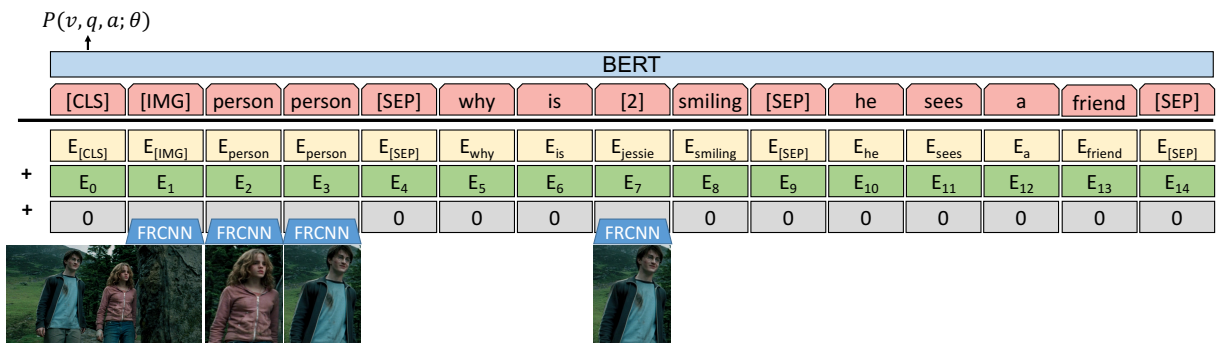 P(v, q, a; θ)
BERT
[CLS] [IMG] person person [SEP] why is [2] smiling [SEP] he sees a friend [SEP]
E[CLS] E[IMG] Eperson Eperson E[SEP] Ewhy Eis Ejessie Esmiling E[SEP] Ehe Esees Ea Efriend E[SEP]
+ E0 E1 E2 E3 E4 E5 E6 E7 E8 E9 E10 E11 E12 E13 E14
+ 0 0 0 0 0 0 0 0 0 0 0
FRCNN FRCNN FRCNN FRCNN